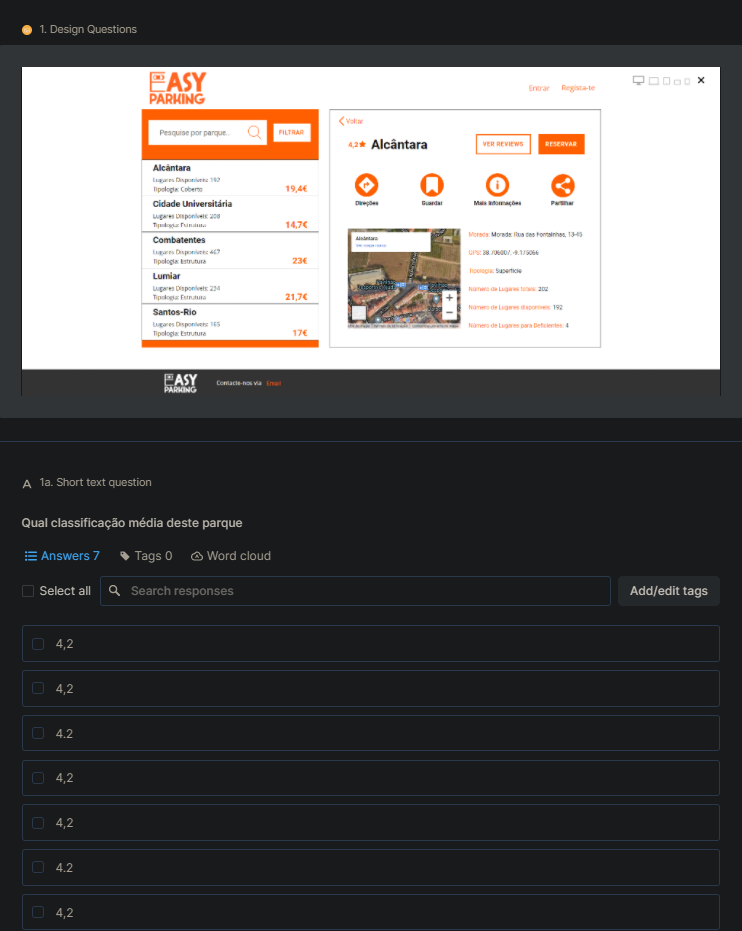 1. Design Questions
EASY
PARKING
Entrar Regista-te
Pesquise por parque.. FILTRAR
Alcântara
Lugares Disponíveis: 192
Tipologia: Coberto 19,4€
Cidade Universitária
Lugares Disponíveis: 208
Tipologia: Estrutura 14,7€
Combatentes
Lugares Disponíveis: 467
Tipologia: Estrutura 23€
Lumiar
Lugares Disponíveis: 234
Tipologia: Estrutura 21,7€
Santos-Rio
Lugares Disponíveis: 165
Tipologia: Estrutura 17€
Voltar
4,2 Alcântara VER REVIEWS RESERVAR
Direções Guardar Mais Informações Partilhar
Alcântara
Morada: Morada: Rua das Fontainhas, 13-45
GPS: 38.706007,-9.175066
Tipologia: Superfície
Número de Lugares totais: 202
Número de Lugares disponíveis: 192
Número de Lugares para Deficientes: 4
EASY
PARKING
Contacte-nos via Email
1a. Short text question
Qual classificação média deste parque
Answers 7 Tags 0 Word cloud
Select all Search responses Add/edit tags
4,2
4,2
4.2
4,2
4,2
4.2
4,2